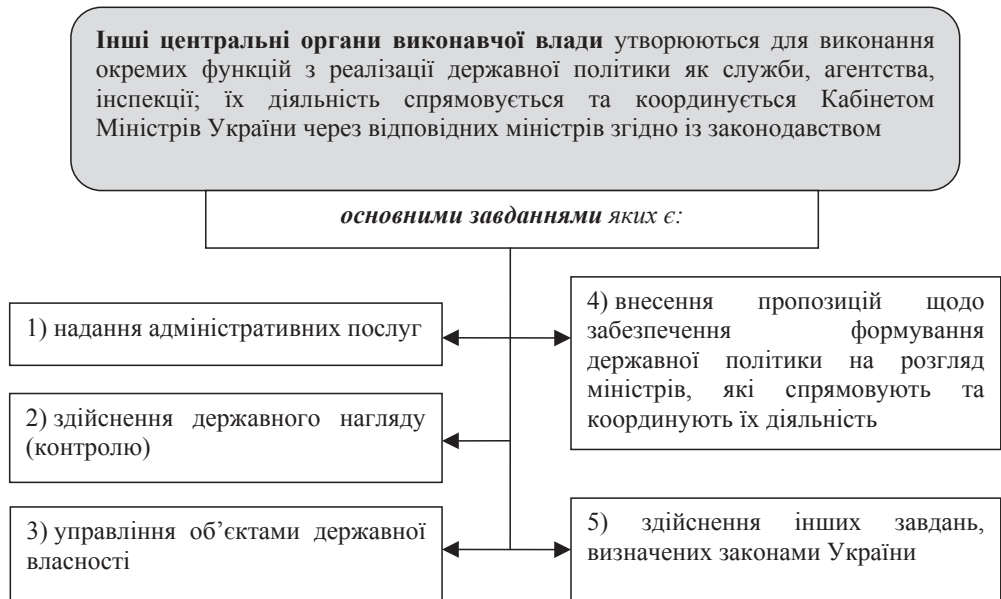 Інші центральні органи виконавчої влади утворюються для виконання
окремих функцій з реалізації державної політики як служби, агентства,
інспекції; їх діяльність спрямовується та координується Кабінетом
Міністрів України через відповідних міністрів згідно із законодавством
основними завданнями яких є:
1) надання адміністративних послуг
2) здійснення державного нагляду
(контролю)
3) управління об’єктами державної
власності
4) внесення пропозицій щодо
забезпечення формування
державної політики на розгляд
міністрів, які спрямовують та
координують їх діяльність
5) здійснення інших завдань,
визначених законами України